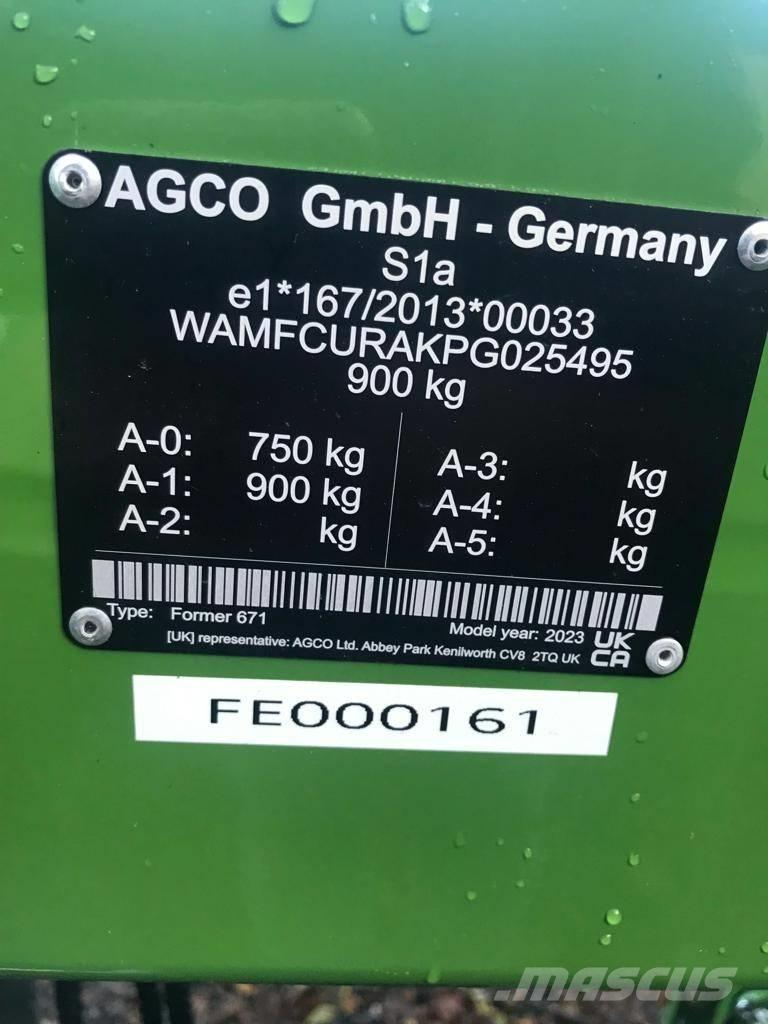 AGCO GmbH - Germany
S1a
e1*167/2013*00033
WAMFCURAKPG025495
900 kg
A-0: 750 kg
A-1: 900 kg
A-2: kg
A-3: kg
A-4: kg
A-5: kg
Type: Former 671
Model year: 2023
[UK] representative: AGCO Ltd. Abbey Park Kenilworth CV8 2TQ UK
UK
CA
FE000161
MASCUS